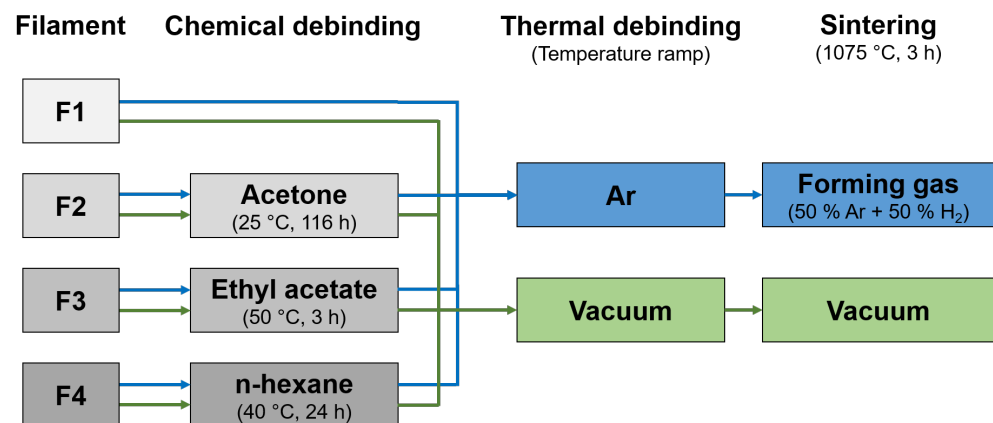 Filament
Chemical debinding
Thermal debinding
(Temperature ramp)
Sintering
(1075 °C, 3 h)
F1
F2
Acetone
(25 °C, 116 h)
Ar
Forming gas
(50 % Ar + 50 % H₂)
F3
Ethyl acetate
(50 °C, 3 h)
Vacuum
Vacuum
F4
n-hexane
(40 °C, 24 h)